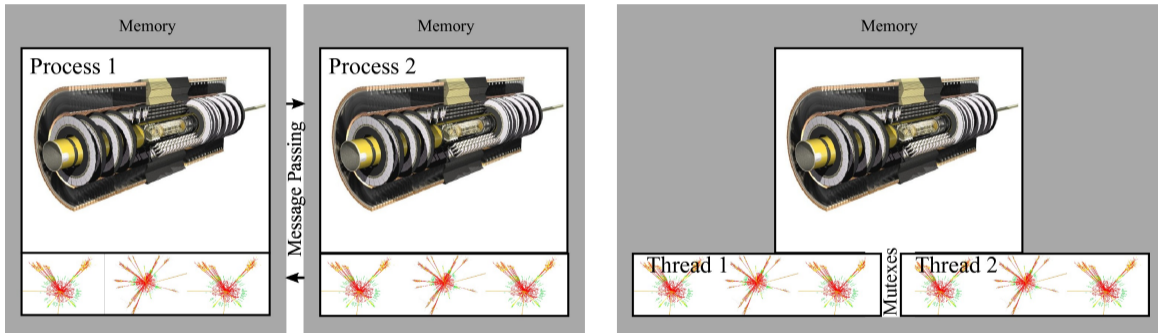 Memory
Process 1
Message Passing
Memory
Process 2
Memory
Thread 1
Mutexes
Thread 2